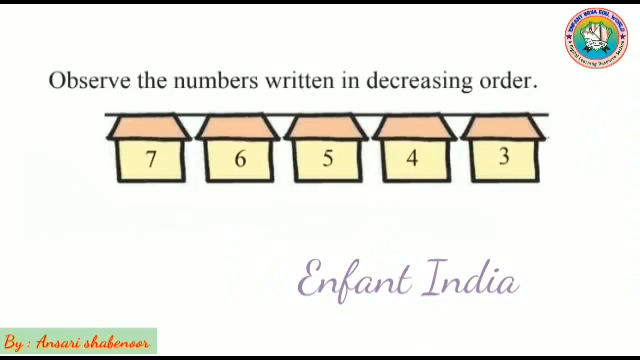 Observe the numbers written in decreasing order.
7 6 5 4 3
Enfant India
By : Ansari shabenoor